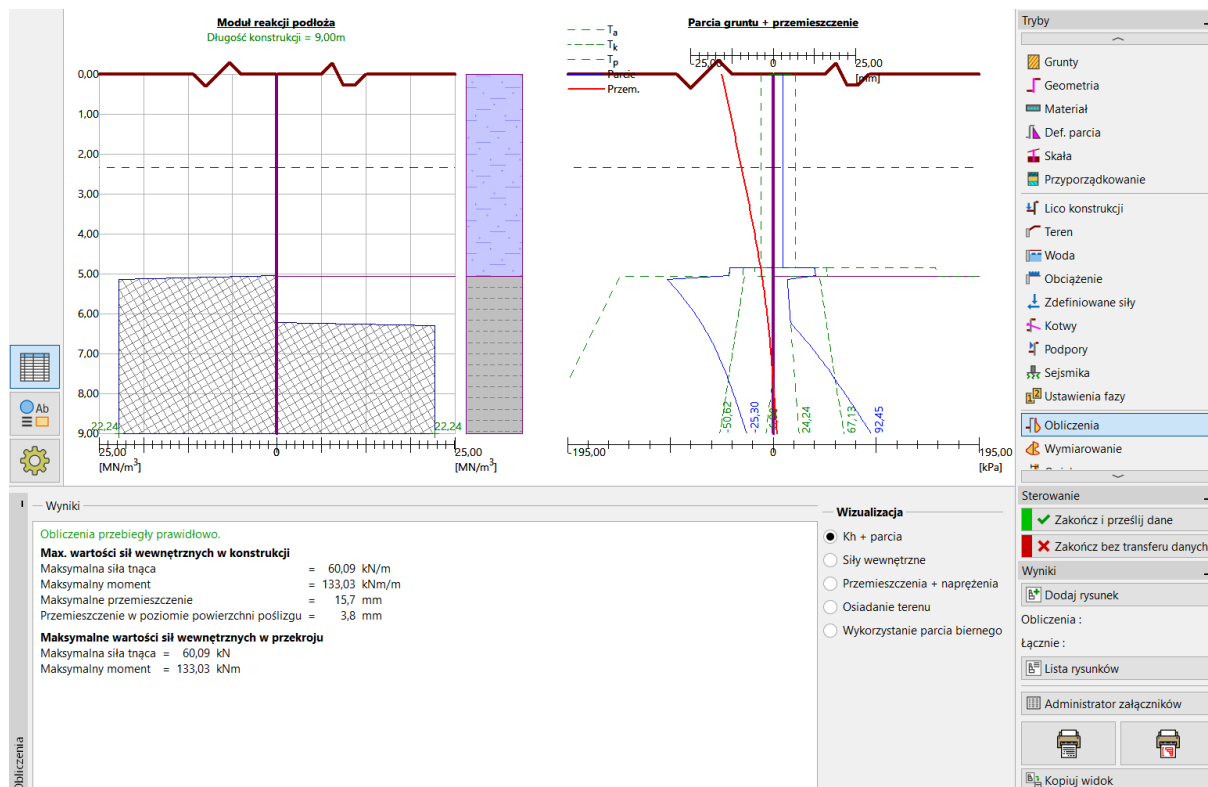 Moduł reakcji podłoża
Długość konstrukcji = 9,00m
0,00
1,00
2,00
3,00
4,00
5,00
6,00
7,00
8,00
9,00
22,24
22,24
25,00
0
25,00
[MN/m³]
[MN/m³]
Parcia gruntu + przemieszczenie
Ta
Tk
Tp
Parcie
Przem.
-25,00
0
25,00
[mm]
-50,62
-25,30
24,24
67,13
92,45
-195,00
0
195,00
[kPa]
Ab
Obliczenia
Wyniki
Obliczenia przebiegły prawidłowo.
Max. wartości sił wewnętrznych w konstrukcji
Maksymalna siła tnąca = 60,09 kN/m
Maksymalny moment = 133,03 kNm/m
Maksymalne przemieszczenie = 15,7 mm
Przemieszczenie w poziomie powierzchni poślizgu = 3,8 mm
Maksymalne wartości sił wewnętrznych w przekroju
Maksymalna siła tnąca = 60,09 kN
Maksymalny moment = 133,03 kNm
Wizualizacja
Kh + parcia
Siły wewnętrzne
Przemieszczenia + naprężenia
Osiadanie terenu
Wykorzystanie parcia biernego
Tryby
Grunty
Geometria
Materiał
Def. parcia
Skała
Przyporządkowanie
Lico konstrukcji
Teren
Woda
Obciążenie
Zdefiniowane siły
Kotwy
Podpory
Sejsmika
Ustawienia fazy
Obliczenia
Wymiarowanie
Sterowanie
Zakończ i prześlij dane
Zakończ bez transferu danych
Wyniki
Dodaj rysunek
Obliczenia :
Łącznie :
Lista rysunków
Administrator załączników
Kopiuj widok